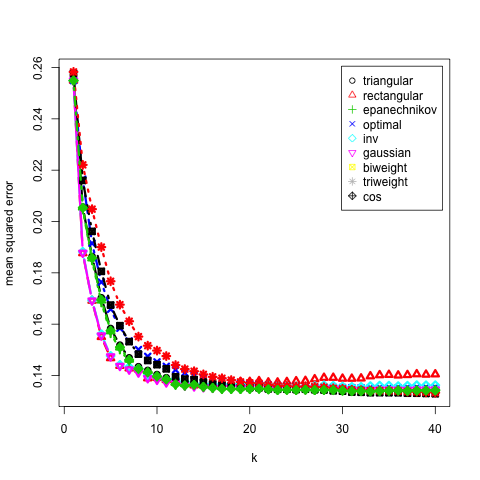 0.26
0.24
0.22
0.20
0.18
0.16
0.14
mean squared error
0 10 20 30 40
k
triangular
rectangular
epanechnikov
optimal
inv
gaussian
biweight
triweight
cos